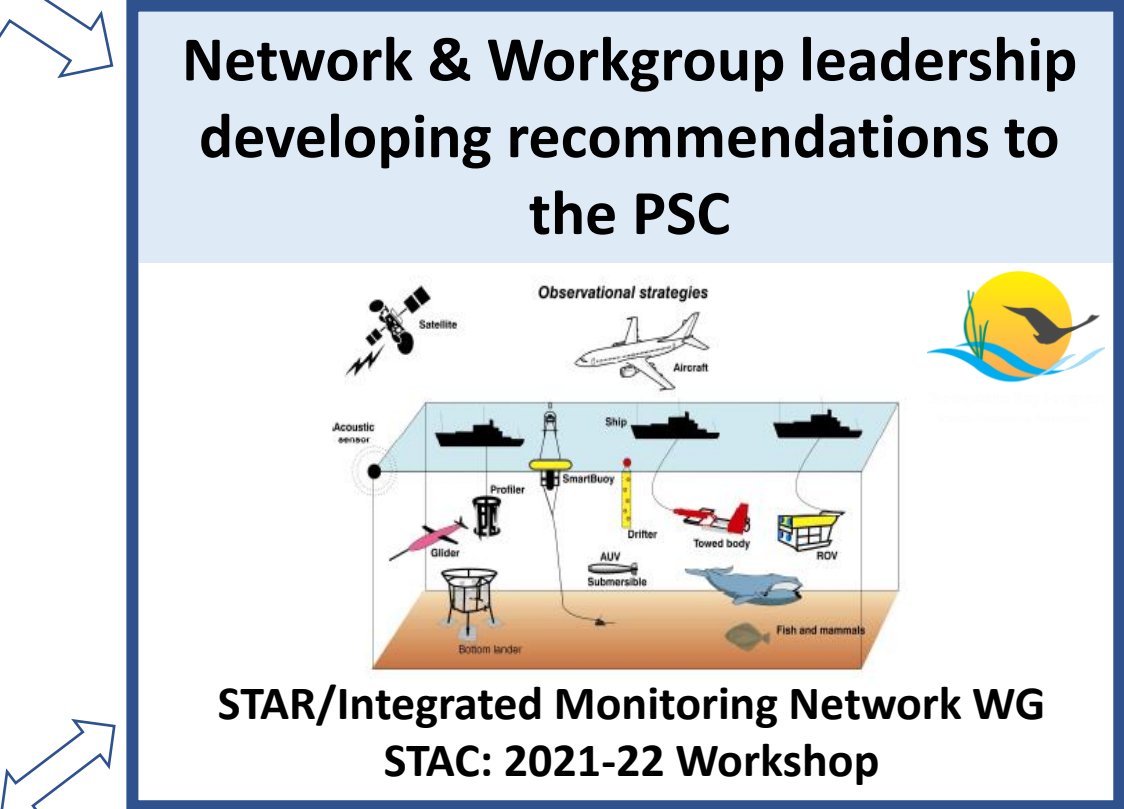 Network & Workgroup leadership
developing recommendations to
the PSC
Observational strategies
Satellite
Aircraft
Acoustic
sensor
Ship
SmartBuoy
Profiler
Drifter
Towed body
Glider
AUV
Submersible
ROV
Fish and mammals
Bottom lander
STAR/Integrated Monitoring Network WG
STAC: 2021-22 Workshop